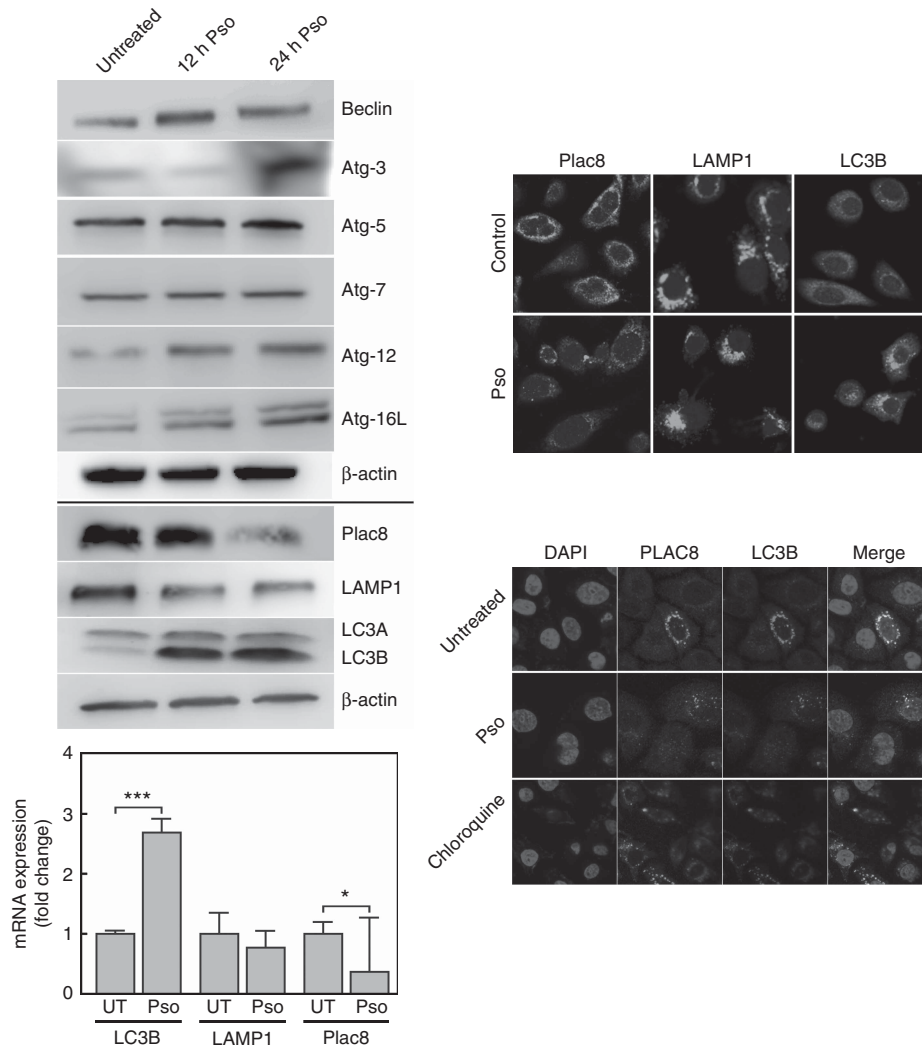 Untreated
12 h Pso
24 h Pso
Beclin
Atg-3
Atg-5
Atg-7
Atg-12
Atg-16L
β-actin
Plac8
LAMP1
LC3A
LC3B
β-actin
mRNA expression
(fold change)
4
3
2
1
0
***
*
UT
Pso
UT
Pso
UT
Pso
LC3B
LAMP1
Plac8
Plac8
LAMP1
LC3B
Control
Pso
DAPI
PLAC8
LC3B
Merge
Untreated
Pso
Chloroquine